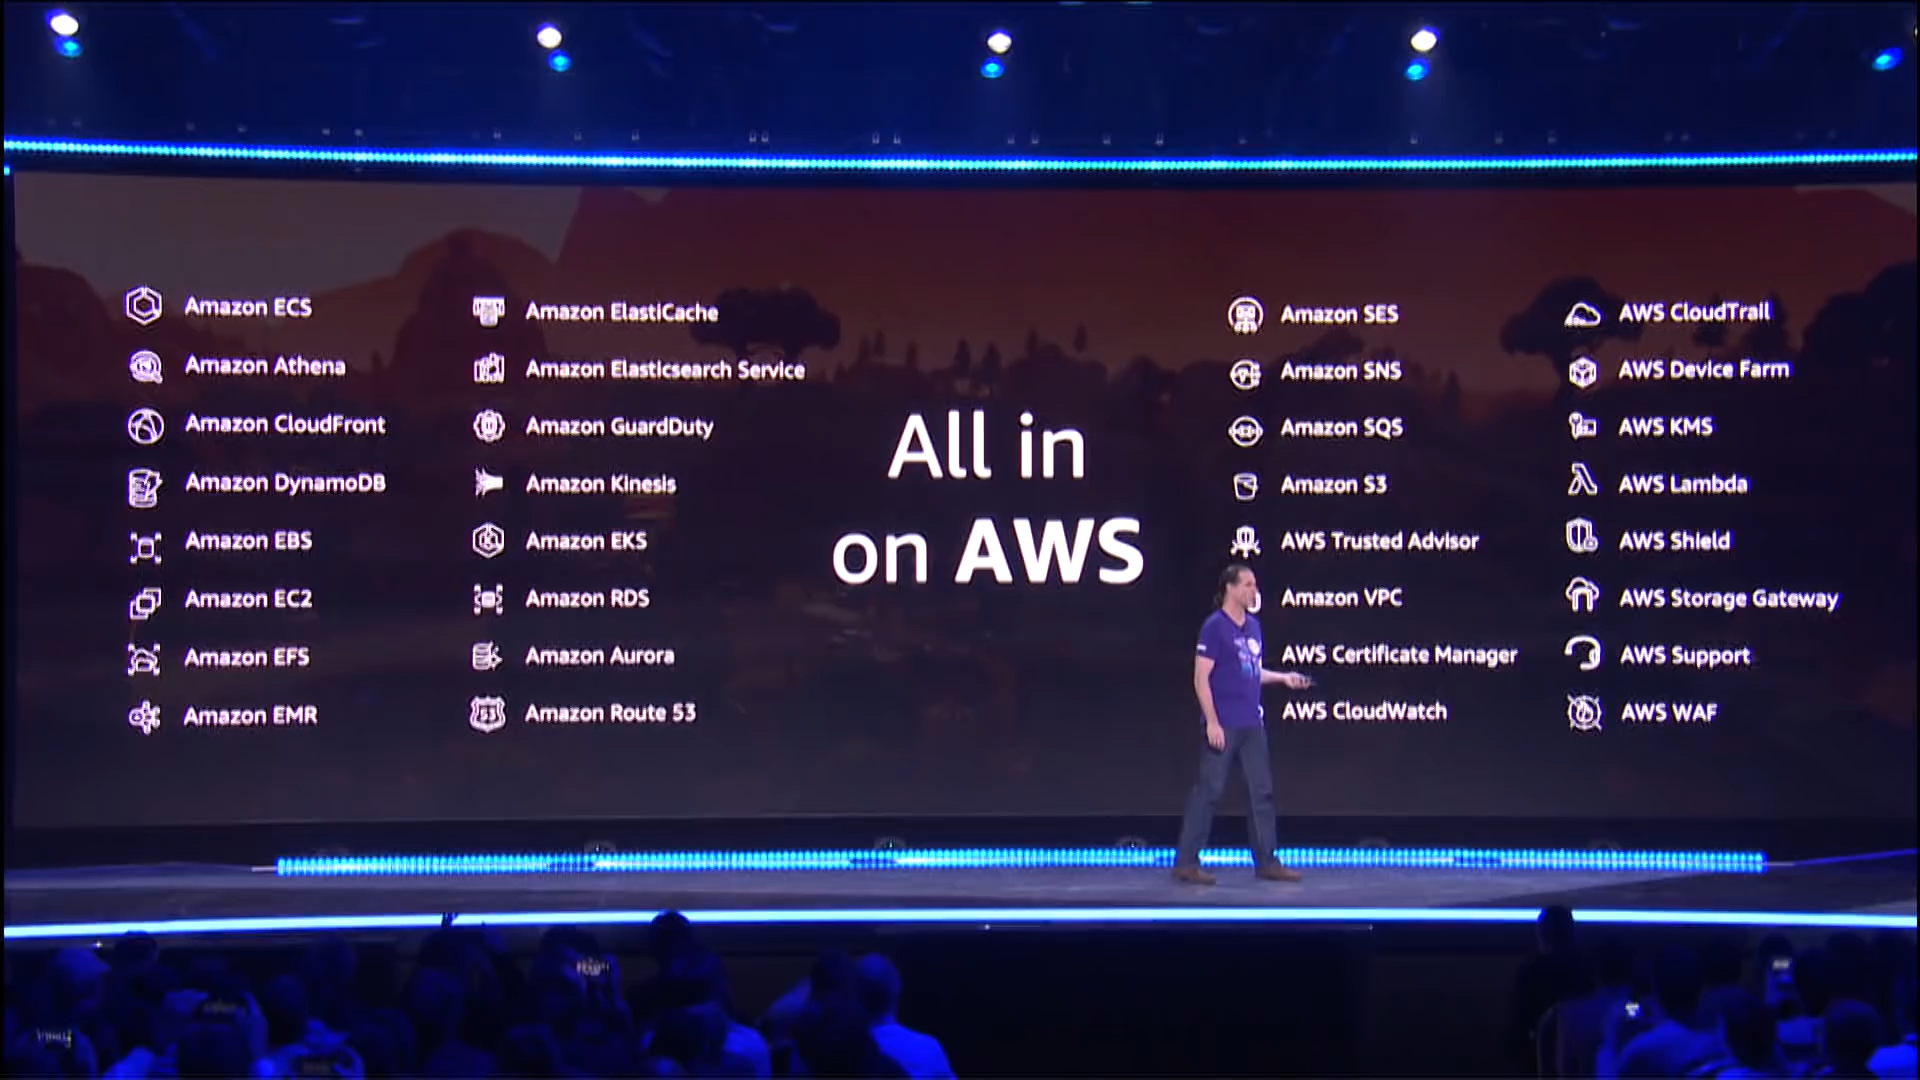 Amazon ECS
Amazon Athena
Amazon CloudFront
Amazon DynamoDB
Amazon EBS
Amazon EC2
Amazon EFS
Amazon EMR
Amazon ElastiCache
Amazon Elasticsearch Service
Amazon GuardDuty
Amazon Kinesis
Amazon EKS
Amazon RDS
Amazon Aurora
53
Amazon Route 53
All in
on AWS
Amazon SES
Amazon SNS
Amazon SQS
Amazon S3
AWS Trusted Advisor
Amazon VPC
AWS Certificate Manager
AWS CloudWatch
AWS CloudTrail
AWS Device Farm
AWS KMS
AWS Lambda
AWS Shield
AWS Storage Gateway
AWS Support
AWS WAF